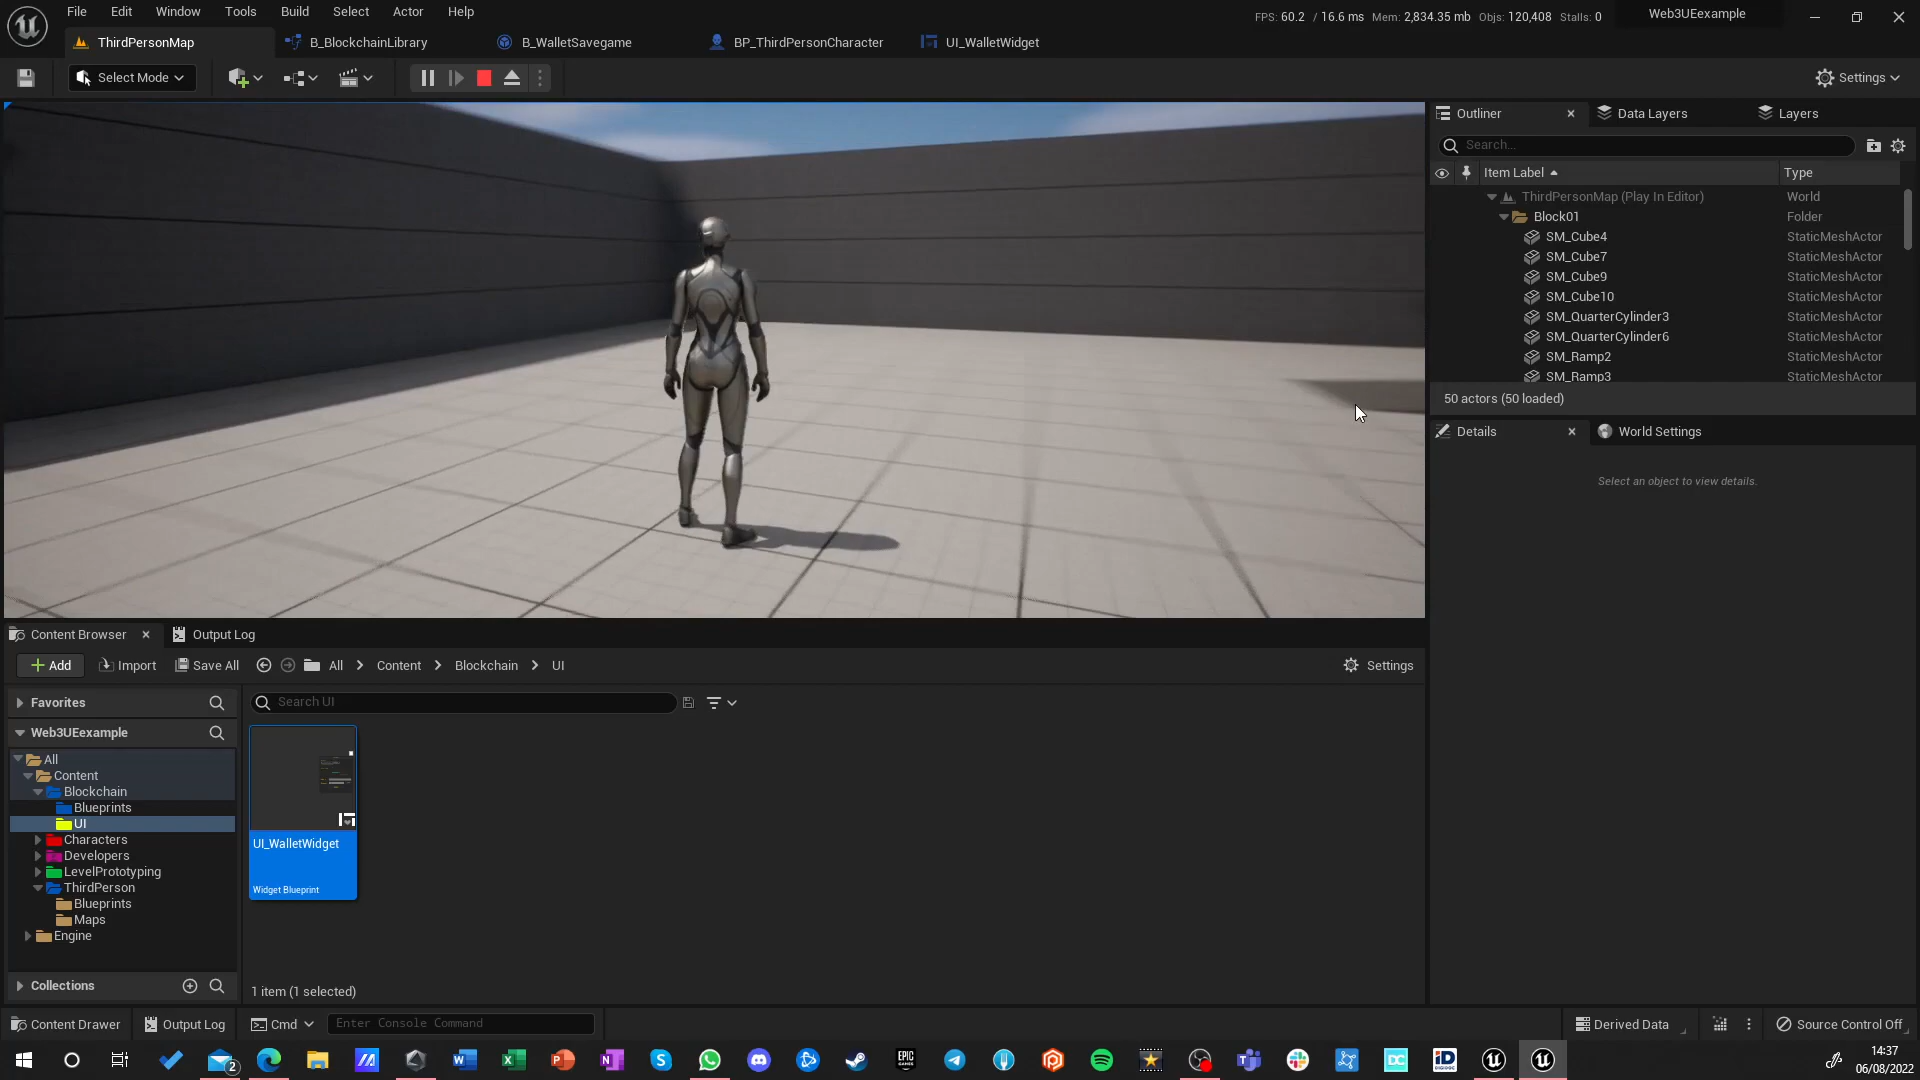 File Edit Window Tools Build Select Actor Help
FPS: 60.2 / 16.6 ms Mem: 2,834.35 mb Objs: 120,408 Stalls: 0
Web3UEexample
ThirdPersonMap
B_BlockchainLibrary
B_WalletSavegame
BP_ThirdPersonCharacter
UI_WalletWidget
Select Mode
Settings
Outliner
Data Layers
Layers
Search...
Item Label
Type
ThirdPersonMap (Play In Editor) World
Block01 Folder
SM_Cube4 StaticMeshActor
SM_Cube7 StaticMeshActor
SM_Cube9 StaticMeshActor
SM_Cube10 StaticMeshActor
SM_QuarterCylinder3 StaticMeshActor
SM_QuarterCylinder6 StaticMeshActor
SM_Ramp2 StaticMeshActor
SM_Ramp3 StaticMeshActor
50 actors (50 loaded)
Details
World Settings
Select an object to view details.
Content Browser
Output Log
Add
Import
Save All
All > Content > Blockchain > UI
Settings
Favorites
Search UI
Web3UEexample
All
Content
Blockchain
Blueprints
UI
Characters
Developers
LevelPrototyping
ThirdPerson
Blueprints
Maps
Engine
UI_WalletWidget
Widget Blueprint
Collections
1 item (1 selected)
Content Drawer
Output Log
Cmd
Enter Console Command
Derived Data
Source Control Off
2
EPIC GAMES
DC
iD
14:37
06/08/2022